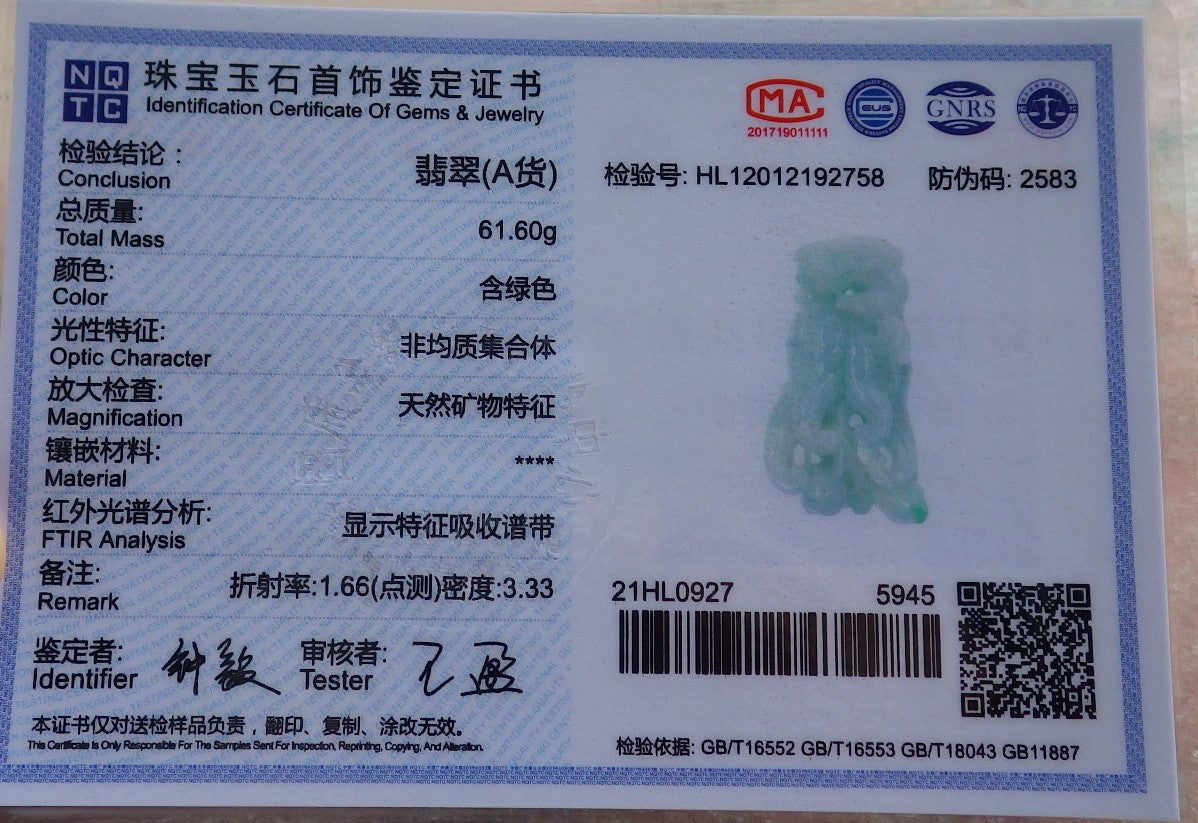 NQ
TC
珠宝玉石首饰鉴定证书
Identification Certificate Of Gems & Jewelry
MA
201719011111
GNRS
检验结论：
Conclusion
翡翠(A货)
检验号: HL12012192758
防伪码: 2583
总质量:
Total Mass
61.60g
颜色:
Color
含绿色
光性特征:
Optic Character
非均质集合体
放大检查:
Magnification
天然矿物特征
镶嵌材料:
Material
****
红外光谱分析:
FTIR Analysis
显示特征吸收谱带
备注:
Remark
折射率:1.66(点测)密度:3.33
21HL0927
5945
鉴定者:
Identifier
审核者:
Tester
王盈
本证书仅对送检样品负责，翻印、复制、涂改无效。
This Certificate Is Only Responsible For The Samples Sent For Inspection, Reprinting, Copying, And Alteration.
检验依据: GB/T16552 GB/T16553 GB/T18043 GB11887